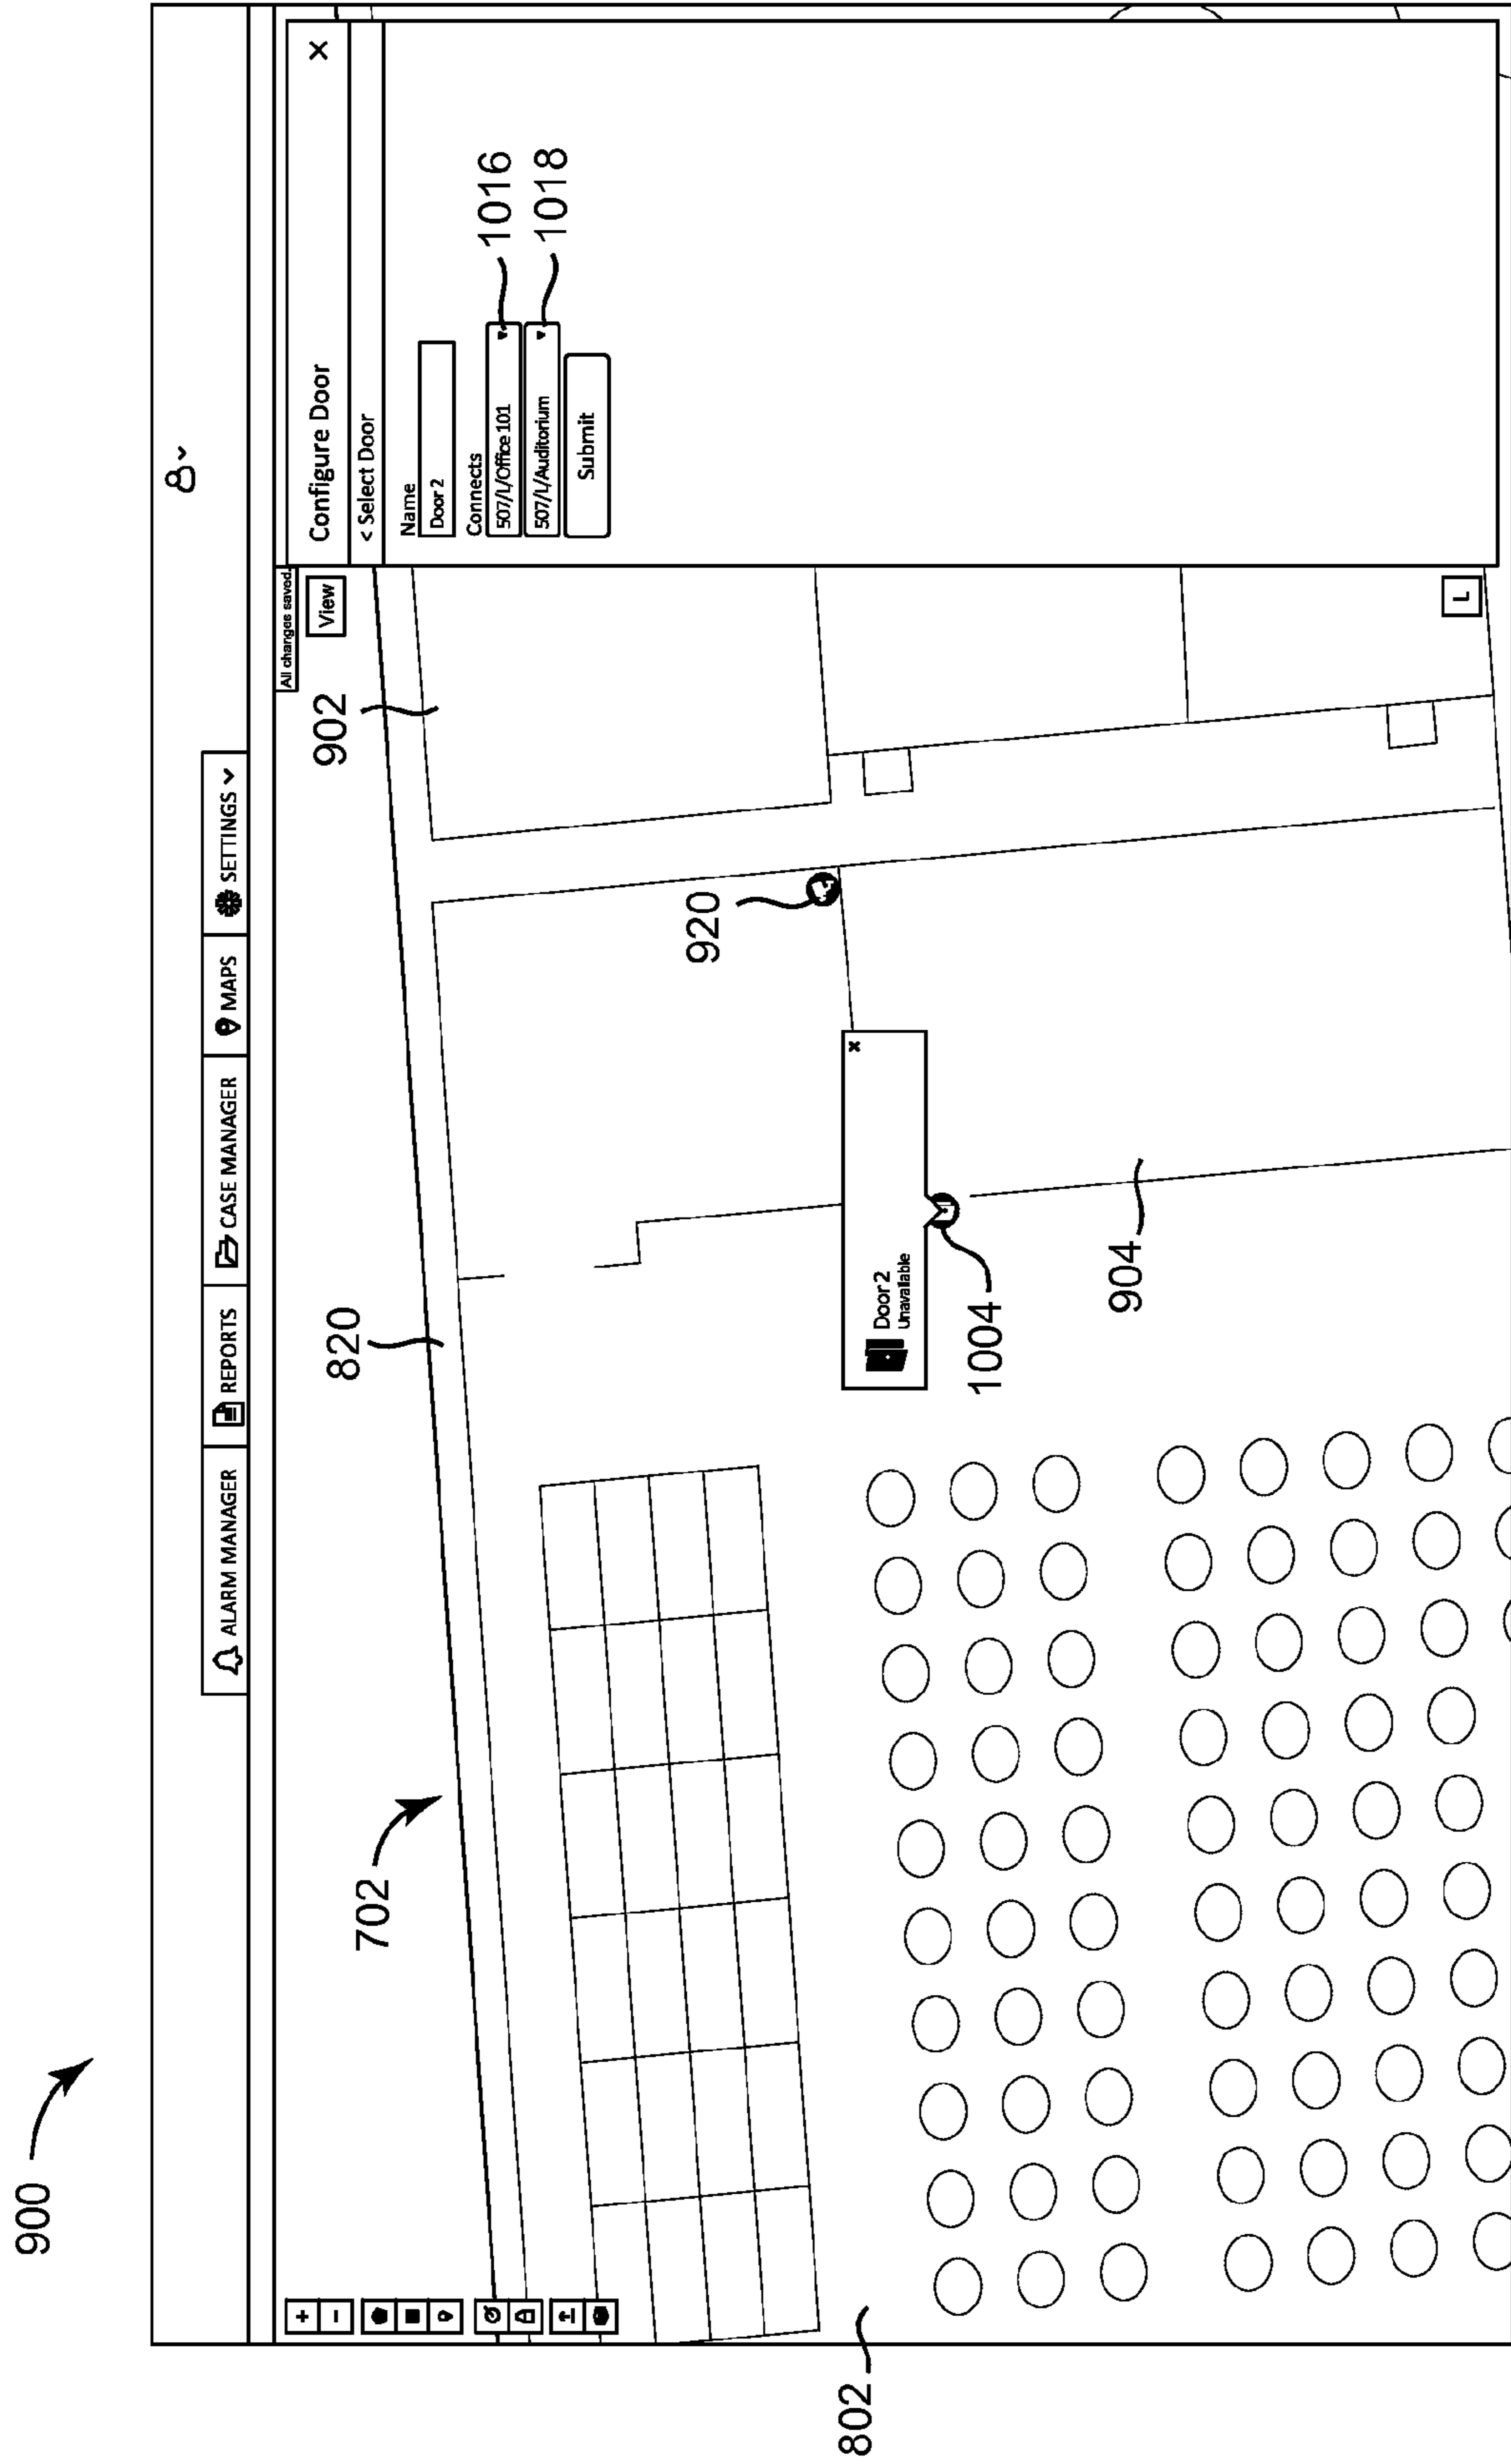 900
ALARM MANAGER REPORTS CASE MANAGER MAPS SETTINGS
All changes saved.
View
Configure Door X
< Select Door
Name
Door 2
Connects
507/L/Office 101
507/L/Auditorium
Submit
1016
1018
+
−
702
820
902
920
Door 2 x
Unavailable
1004
904
802
L